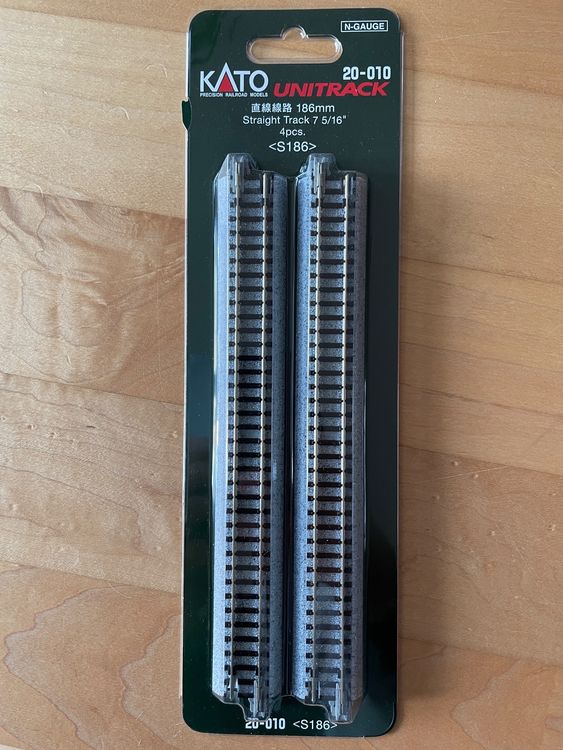 N-GAUGE
KATO UNITRACK 20-010
PRECISION RAILROAD MODELS
直線線路 186mm
Straight Track 7 5/16"
4pcs.
<S186>
20-010 <S186>